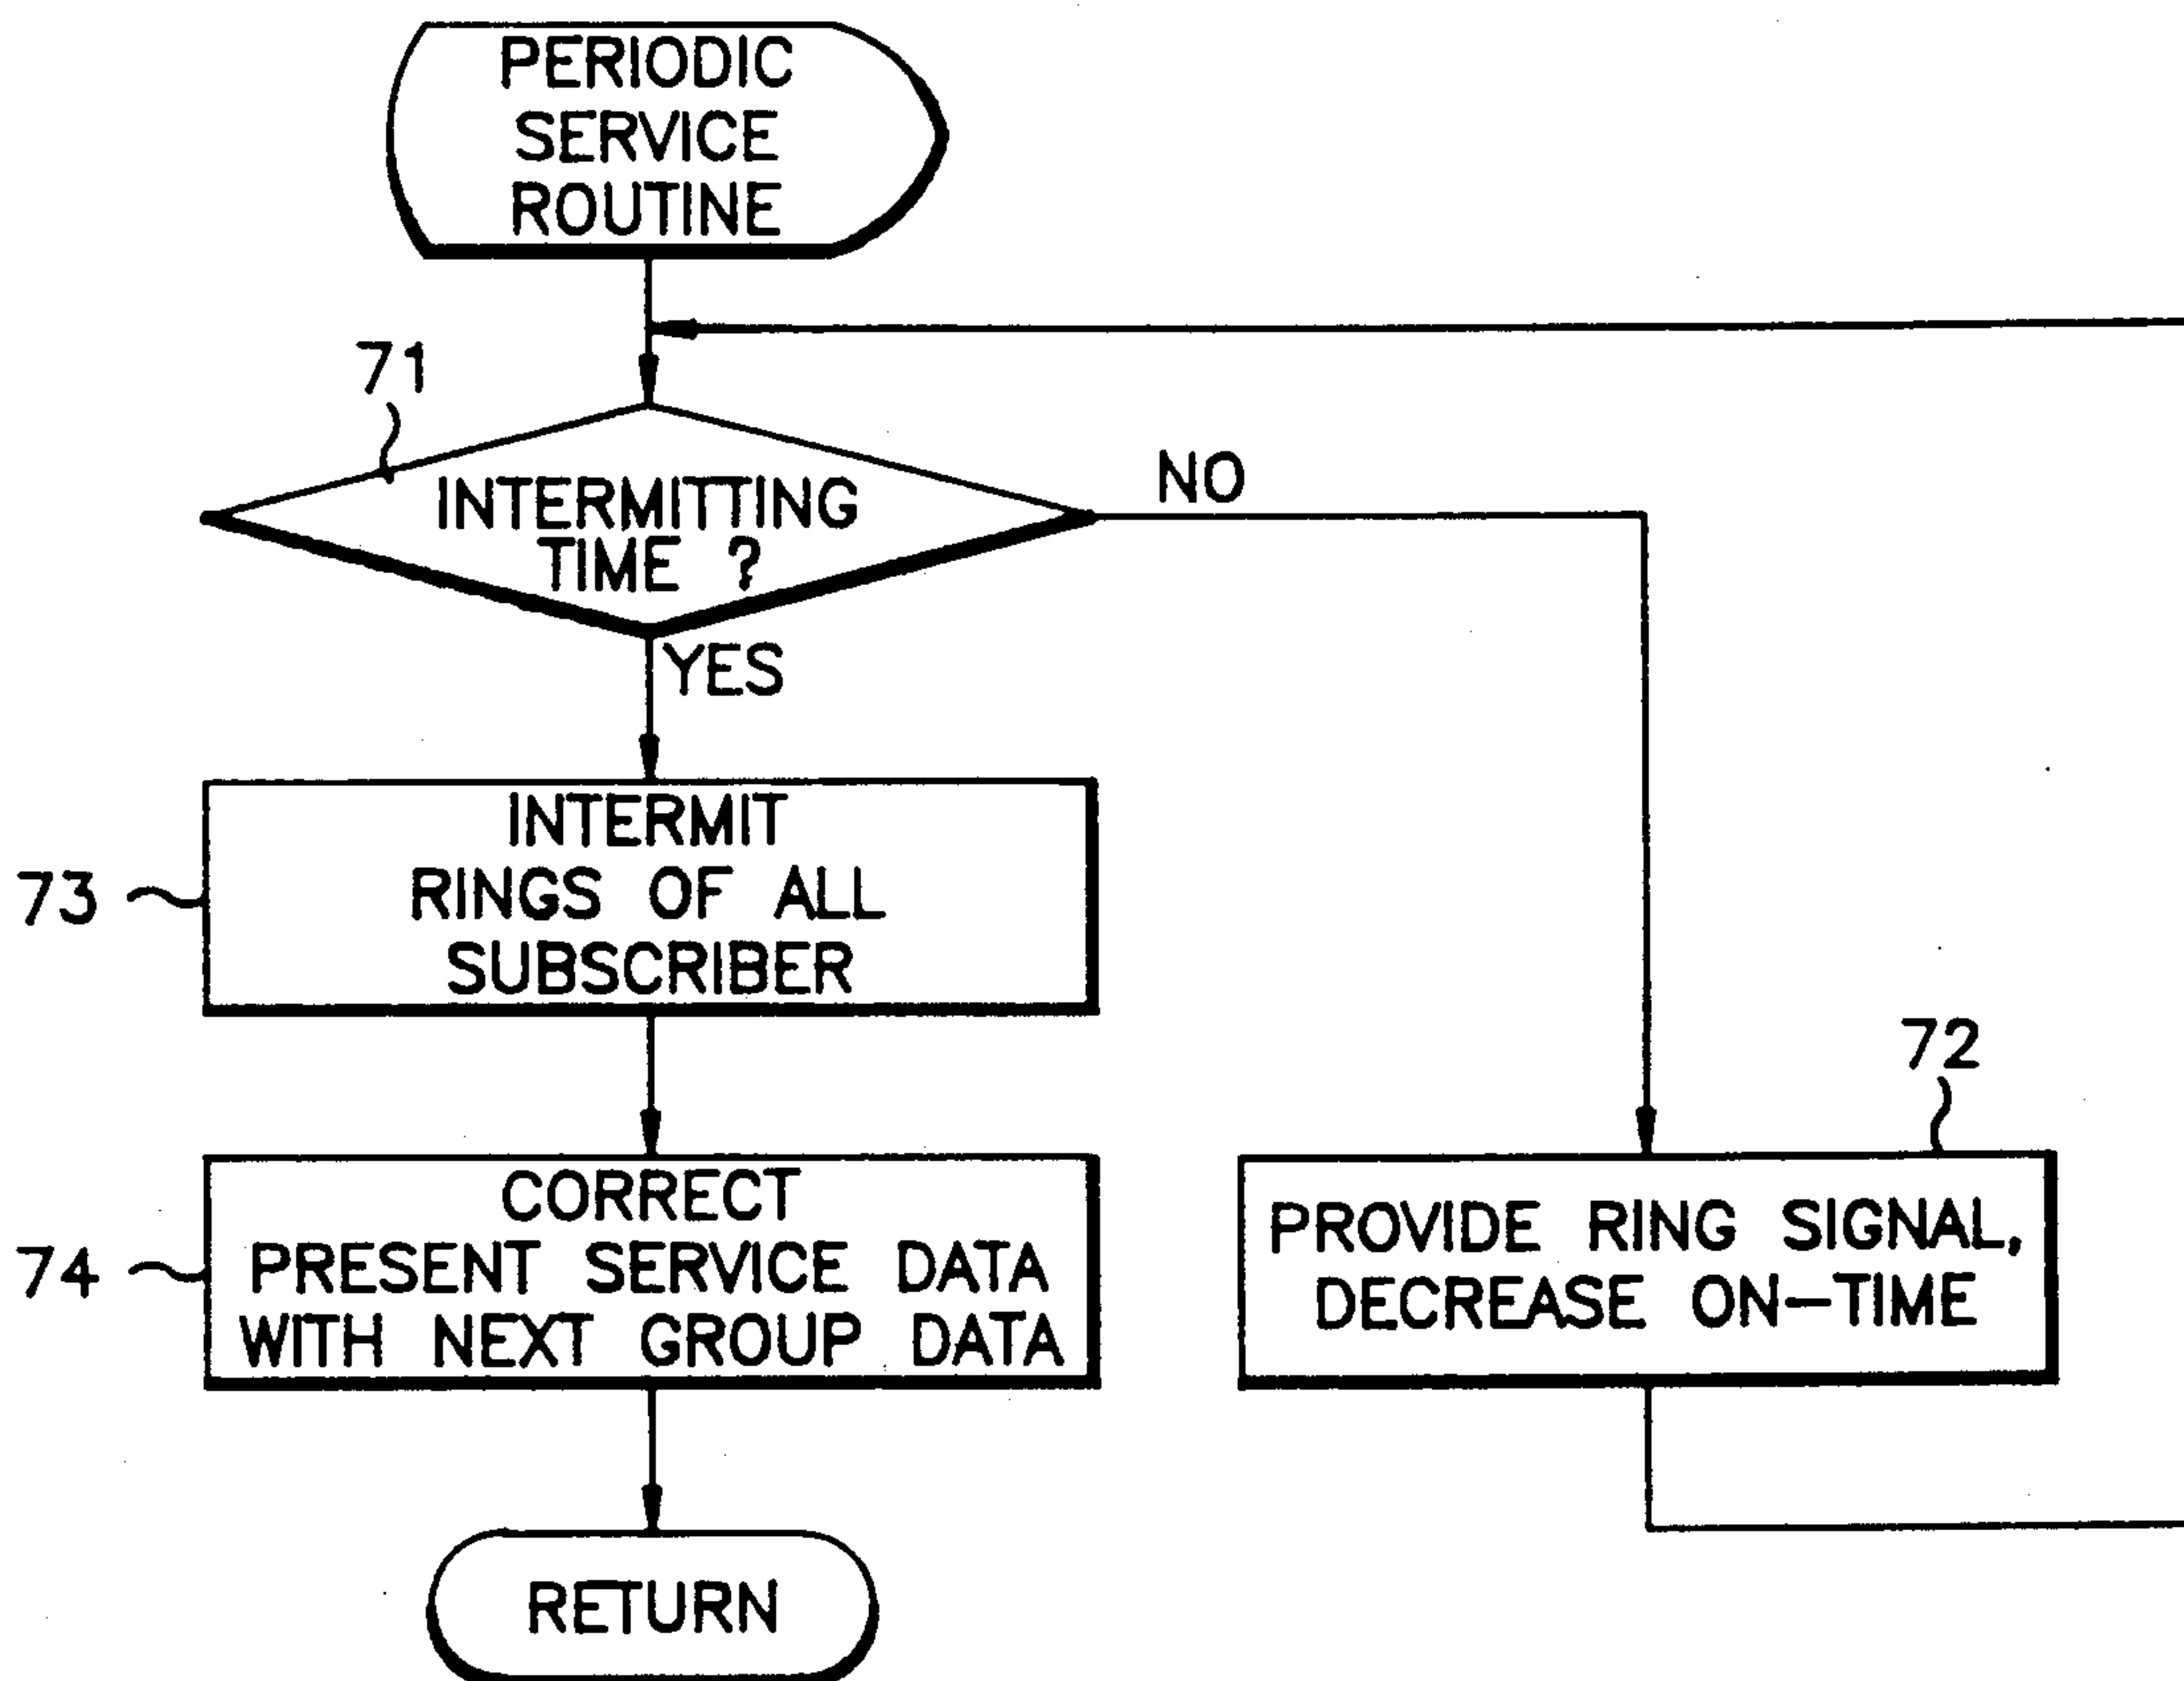 PERIODIC
SERVICE
ROUTINE
71
INTERMITTING
TIME ?
NO
YES
73
INTERMIT
RINGS OF ALL
SUBSCRIBER
74
CORRECT
PRESENT SERVICE DATA
WITH NEXT GROUP DATA
72
PROVIDE RING SIGNAL,
DECREASE ON-TIME
RETURN